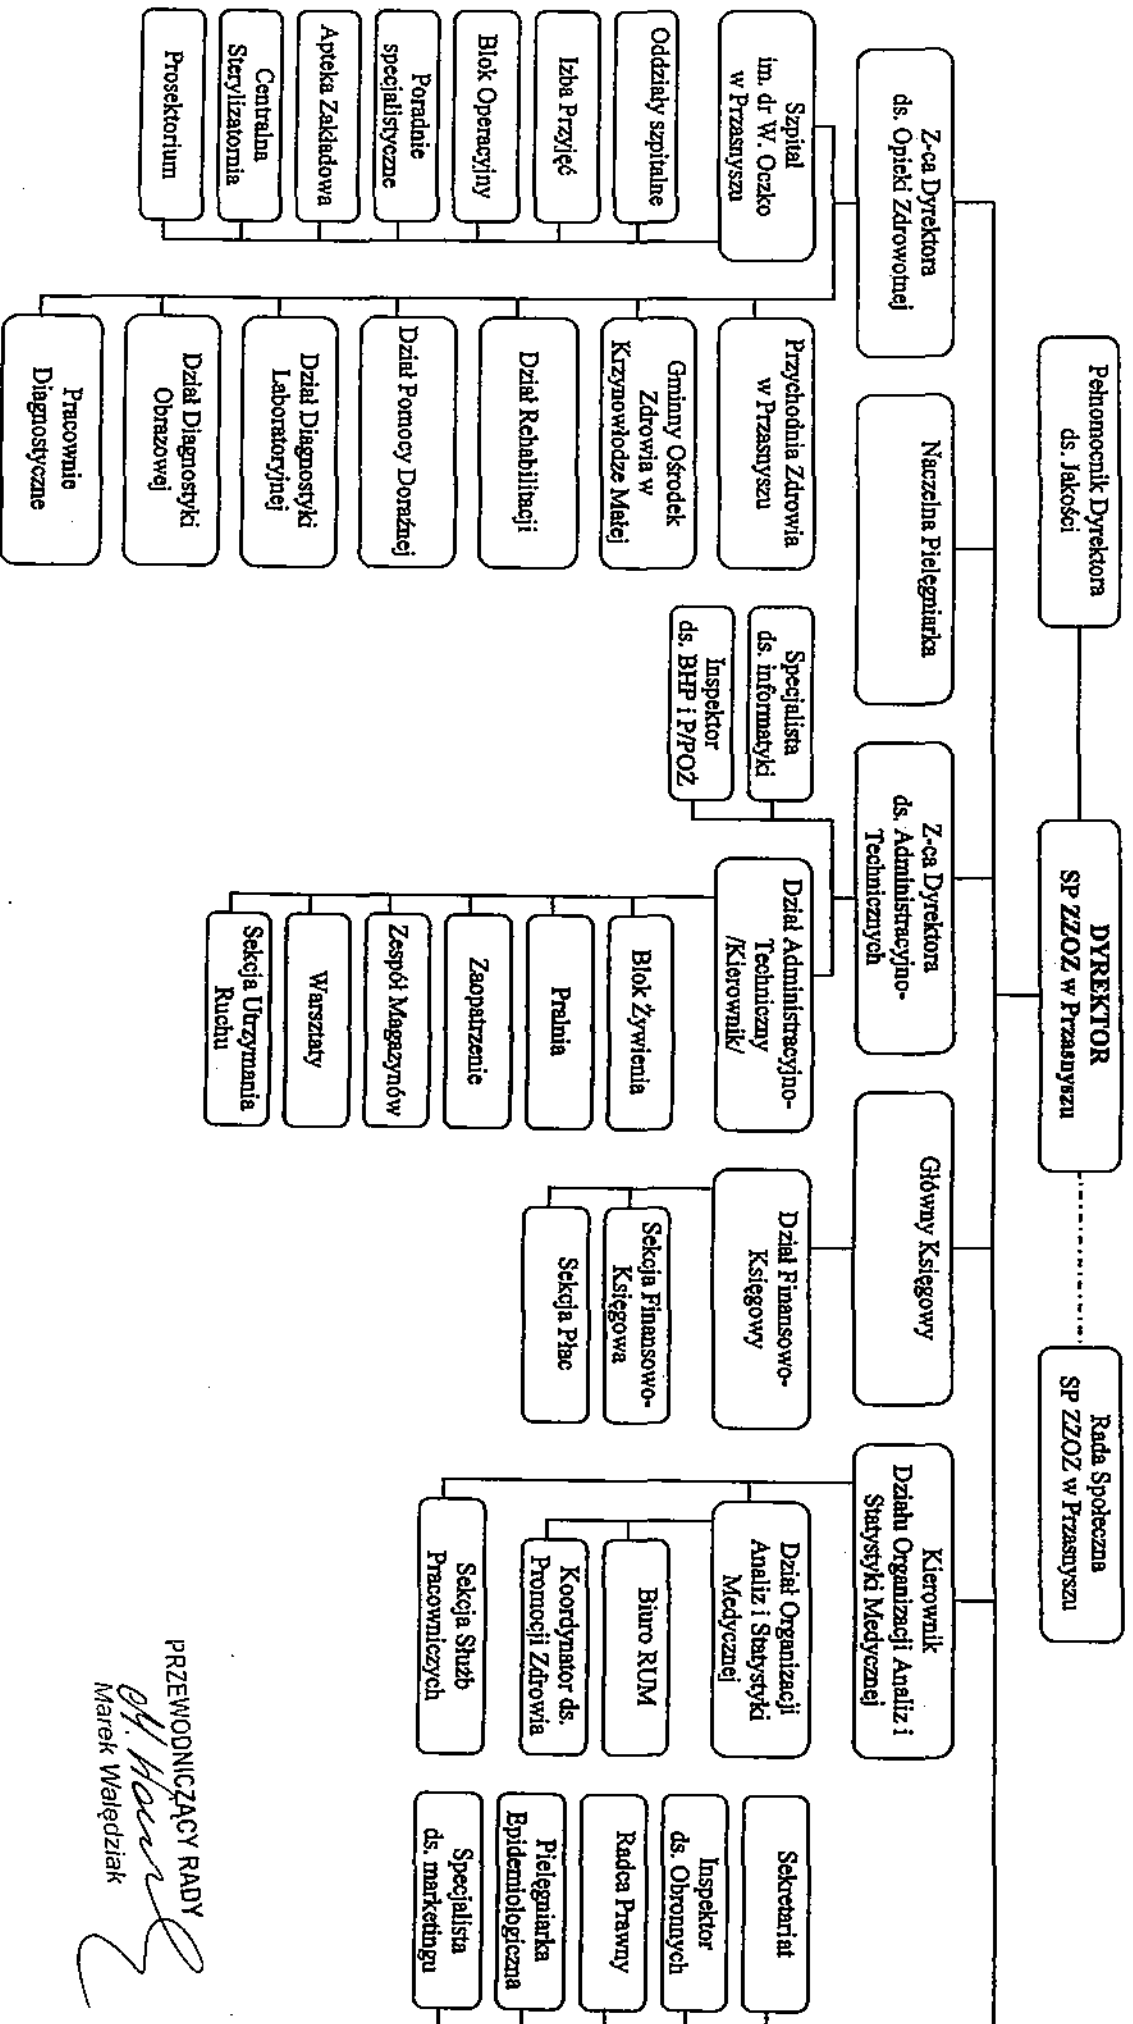 Pełnomocnik Dyrektora
ds. Jakości
DYREKTOR
SP ZZOZ w Przasnyszu
Rada Społeczna
SP ZZOZ w Przasnyszu
Z-ca Dyrektora
ds. Opieki Zdrowotnej
Naczelna Pielęgniarka
Z-ca Dyrektora
ds. Administracyjno-
Technicznych
Główny Księgowy
Kierownik
Działu Organizacji Analiz i
Statystyki Medycznej
Szpital
im. dr W. Oczko
w Przasnyszu
Oddziały szpitalne
Izba Przyjęć
Blok Operacyjny
Poradnie
specjalistyczne
Apteka Zakładowa
Centralna
Sterylizatornia
Prosektorium
Przychodnia Zdrowia
w Przasnyszu
Gminny Ośrodek
Zdrowia w
Krzynowłodze Małej
Dział Rehabilitacji
Dział Pomocy Doraźnej
Dział Diagnostyki
Laboratoryjnej
Dział Diagnostyki
Obrazowej
Pracownie
Diagnostyczne
Specjalista
ds. informatyki
Inspektor
ds. BHP i P/POŻ
Dział Administracyjno-
Techniczny
/Kierownik/
Blok Żywienia
Pralnia
Zaopatrzenie
Zespół Magazynów
Warsztaty
Sekcja Utrzymania
Ruchu
Dział Finansowo-
Księgowy
Sekcja Finansowo-
Księgowa
Sekcja Płac
Dział Organizacji
Analiz i Statystyki
Medycznej
Biuro RUM
Koordynator ds.
Promocji Zdrowia
Sekcja Służb
Pracowniczych
Sekretariat
Inspektor
ds. Obronnych
Radca Prawny
Pielęgniarka
Epidemiologiczna
Specjalista
ds. marketingu
PRZEWODNICZĄCY RADY
Marek Walędziak